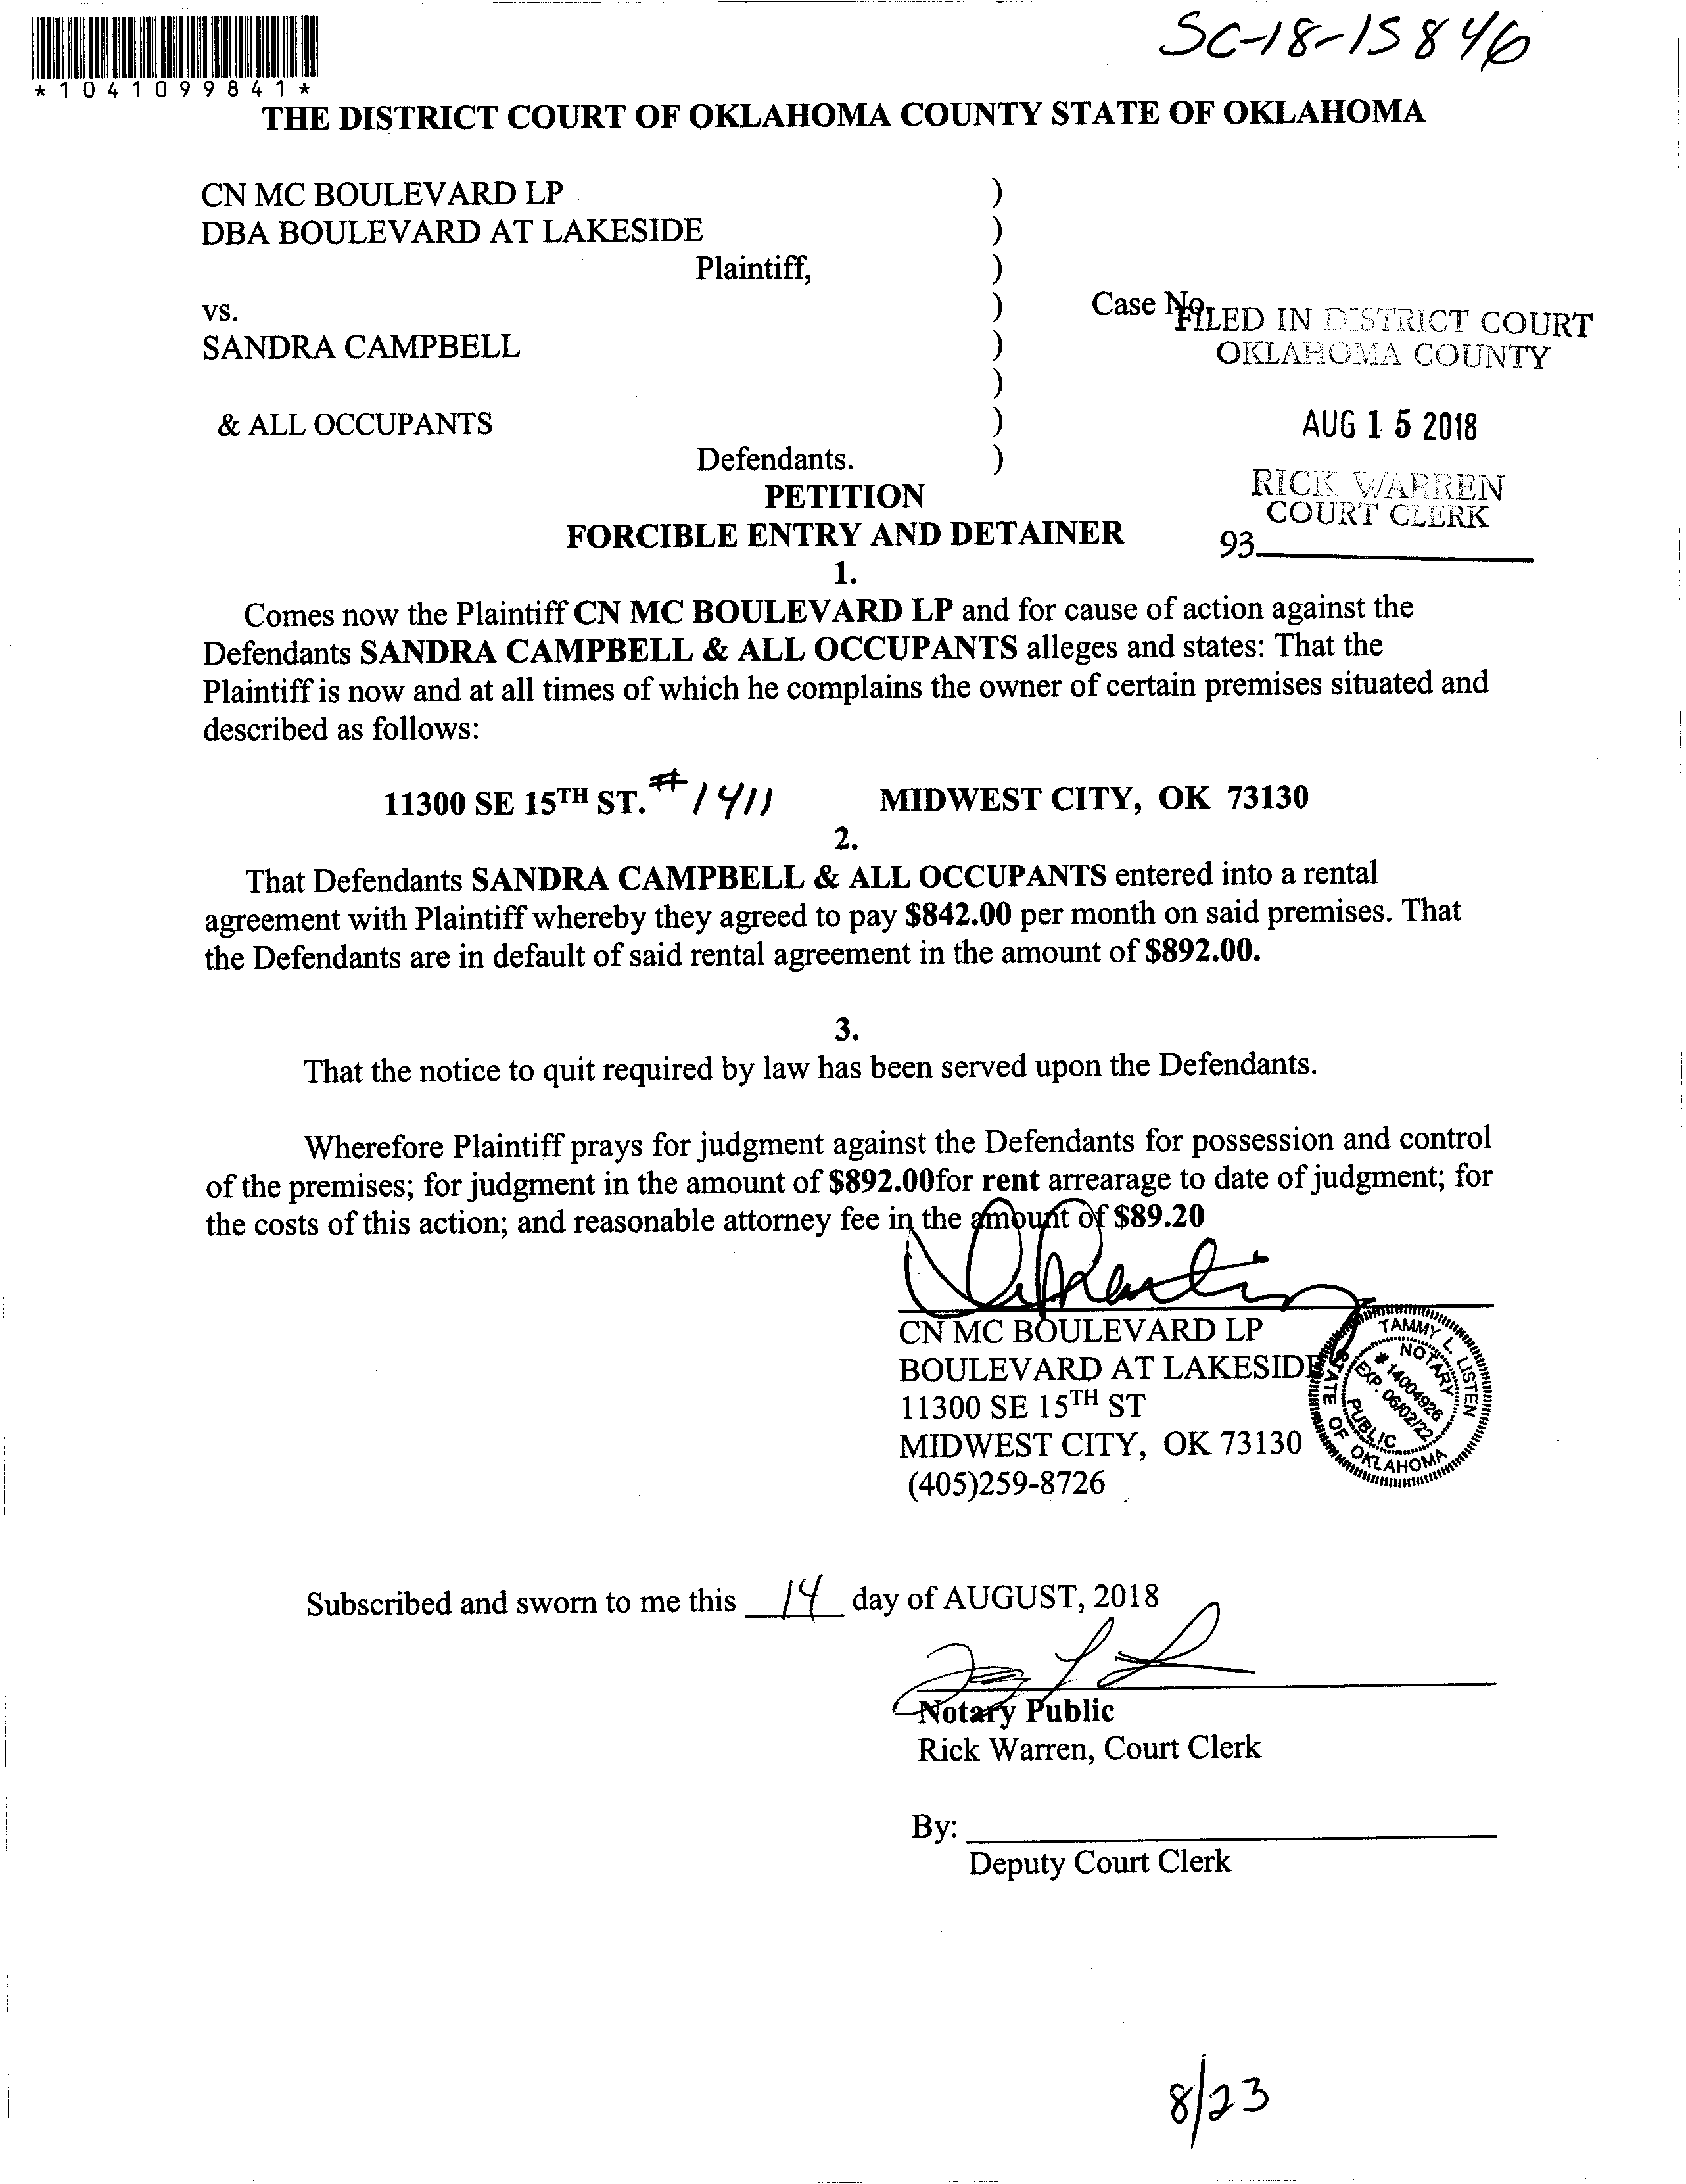 SC-18-15846
*1041099841*
THE DISTRICT COURT OF OKLAHOMA COUNTY STATE OF OKLAHOMA
CN MC BOULEVARD LP )
DBA BOULEVARD AT LAKESIDE )
Plaintiff, )
vs. ) Case No.
FILED IN DISTRICT COURT
SANDRA CAMPBELL )
OKLAHOMA COUNTY
)
& ALL OCCUPANTS )
AUG 15 2018
Defendants. )
PETITION
RICK WARREN
COURT CLERK
FORCIBLE ENTRY AND DETAINER
93
1.
Comes now the Plaintiff CN MC BOULEVARD LP and for cause of action against the
Defendants SANDRA CAMPBELL & ALL OCCUPANTS alleges and states: That the
Plaintiff is now and at all times of which he complains the owner of certain premises situated and
described as follows:
11300 SE 15TH ST. #1411 MIDWEST CITY, OK 73130
2.
That Defendants SANDRA CAMPBELL & ALL OCCUPANTS entered into a rental
agreement with Plaintiff whereby they agreed to pay $842.00 per month on said premises. That
the Defendants are in default of said rental agreement in the amount of $892.00.
3.
That the notice to quit required by law has been served upon the Defendants.
Wherefore Plaintiff prays for judgment against the Defendants for possession and control
of the premises; for judgment in the amount of $892.00for rent arrearage to date of judgment; for
the costs of this action; and reasonable attorney fee in the amount of $89.20
CN MC BOULEVARD LP
BOULEVARD AT LAKESIDE
11300 SE 15TH ST
MIDWEST CITY, OK 73130
(405)259-8726
TAMMY L. LISTEN
NOTARY
# 14004926
EXP. 06/02/22
PUBLIC
STATE OF OKLAHOMA
Subscribed and sworn to me this 14 day of AUGUST, 2018
Notary Public
Rick Warren, Court Clerk
By:
Deputy Court Clerk
8/23